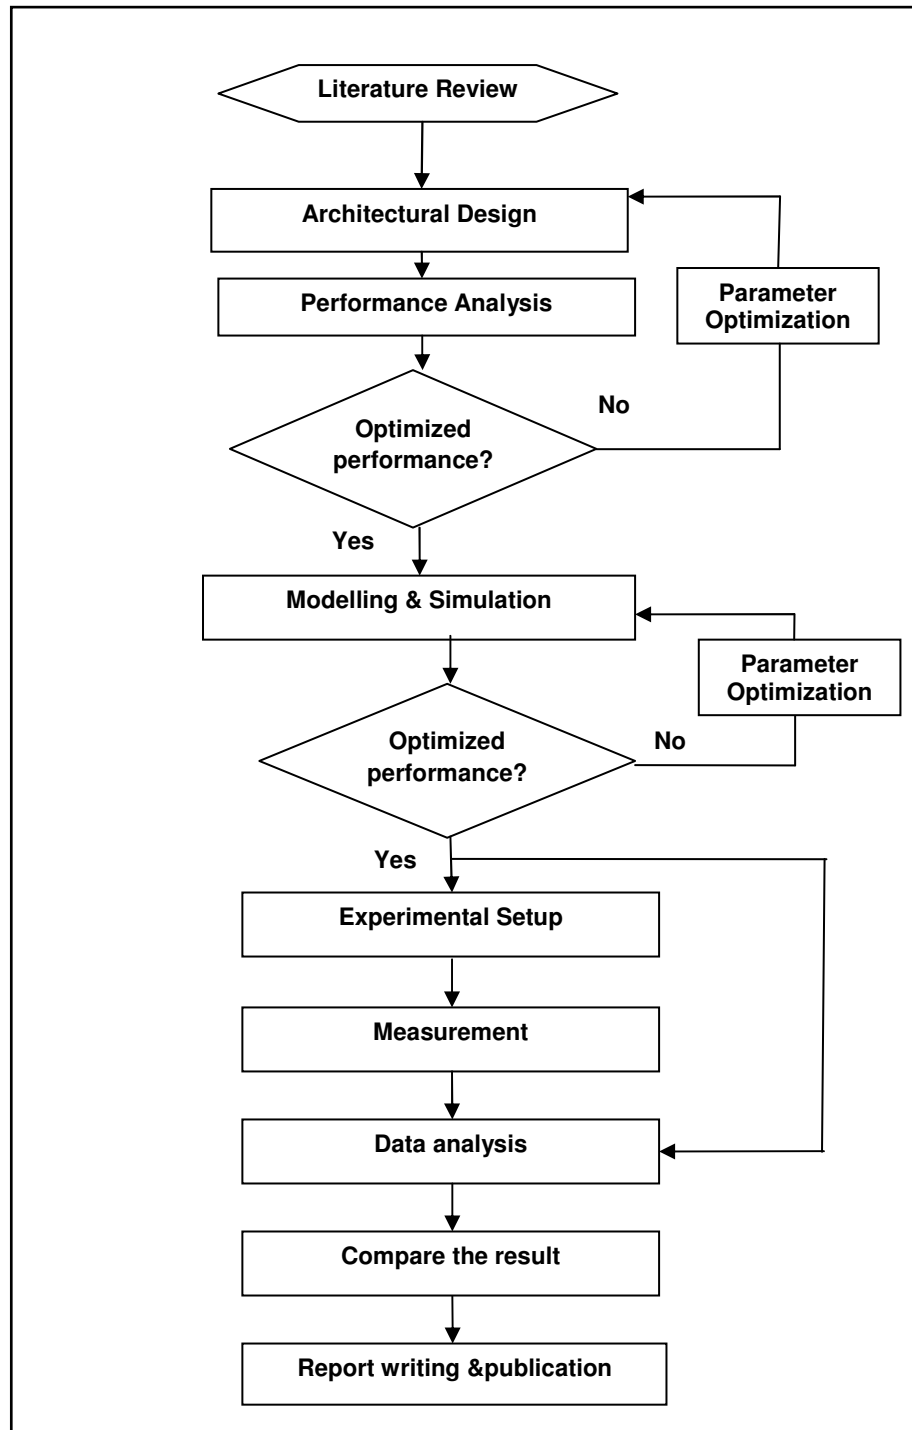 Literature Review
Architectural Design
Performance Analysis
Parameter
Optimization
No
Optimized
performance?
Yes
Modelling & Simulation
Parameter
Optimization
No
Optimized
performance?
Yes
Experimental Setup
Measurement
Data analysis
Compare the result
Report writing &publication